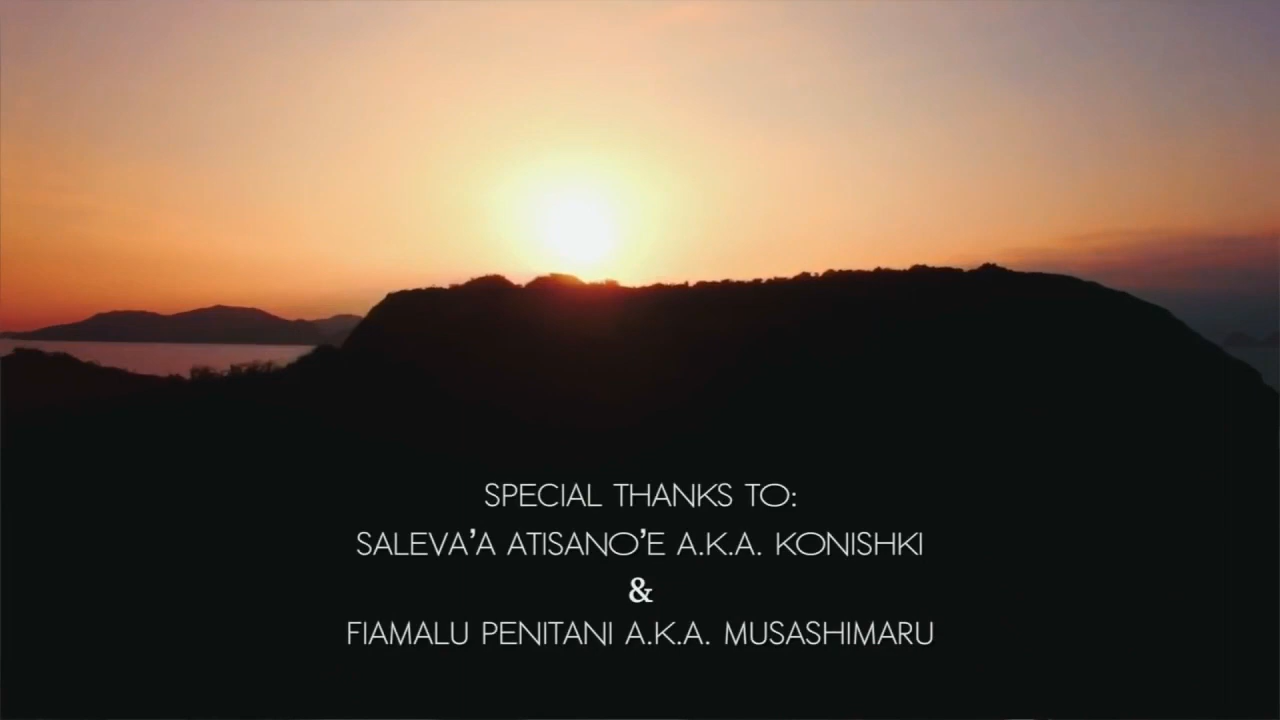 SPECIAL THANKS TO:
SALEVA'A ATISANO'E A.K.A. KONISHKI
&
FIAMALU PENITANI A.K.A. MUSASHIMARU